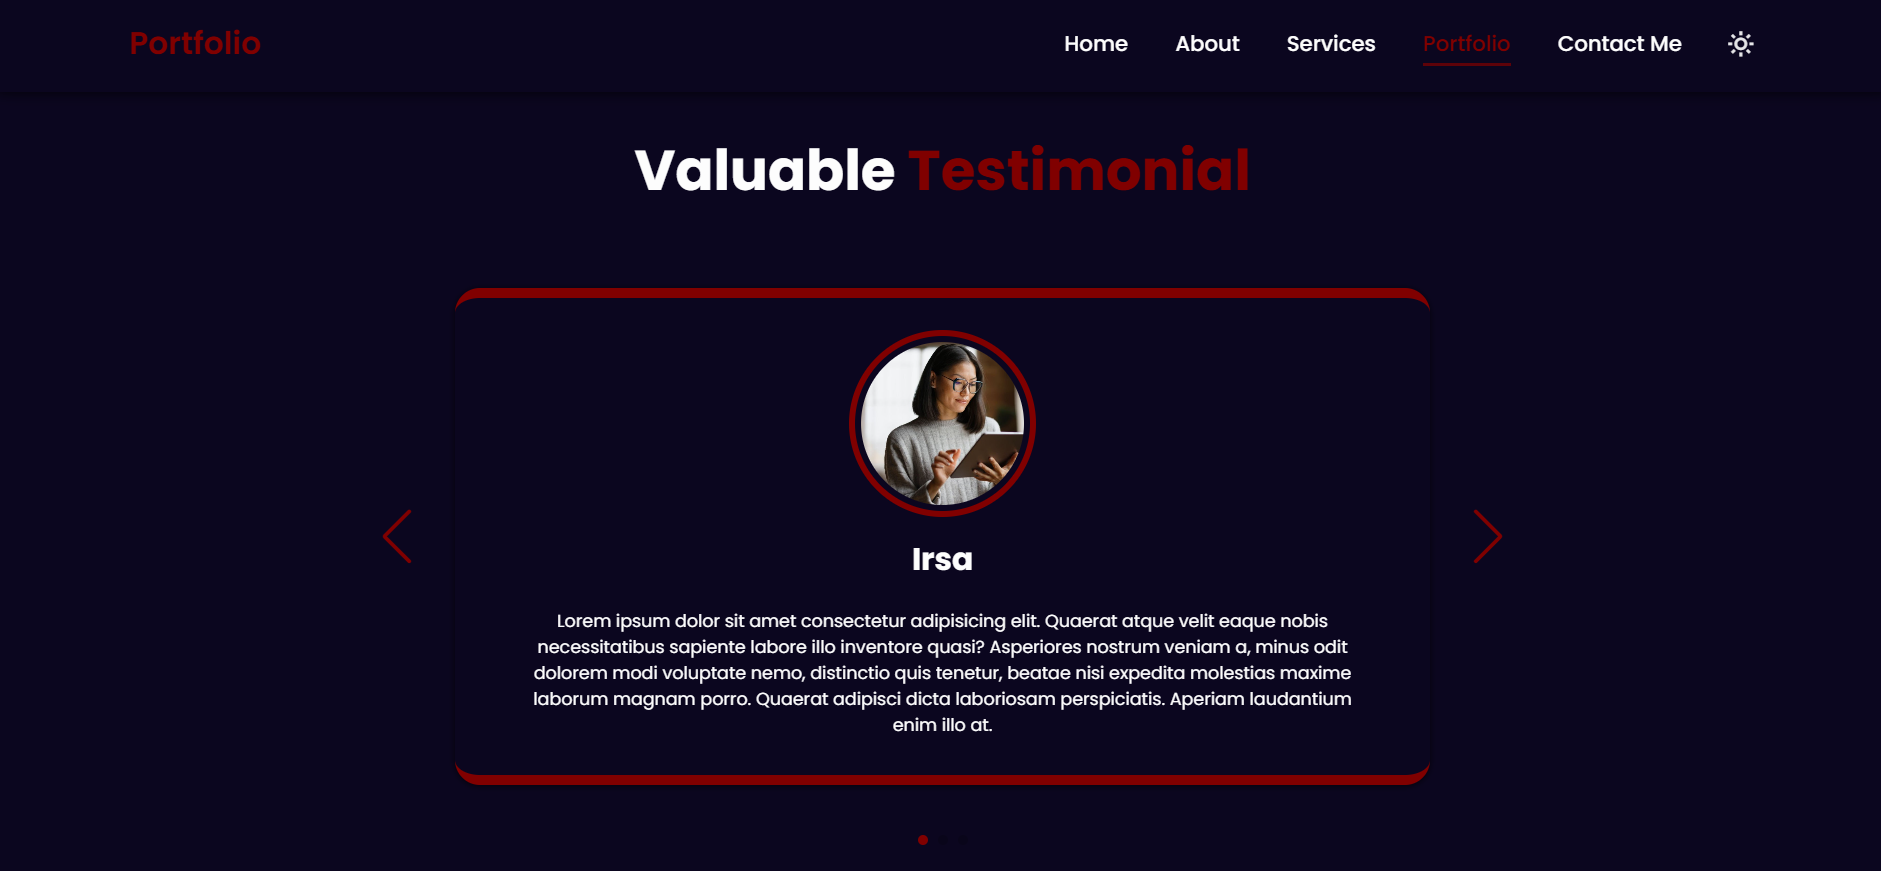 Portfolio
Home About Services Portfolio Contact Me
Valuable Testimonial
Irsa
Lorem ipsum dolor sit amet consectetur adipisicing elit. Quaerat atque velit eaque nobis
necessitatibus sapiente labore illo inventore quasi? Asperiores nostrum veniam a, minus odit
dolorem modi voluptate nemo, distinctio quis tenetur, beatae nisi expedita molestias maxime
laborum magnam porro. Quaerat adipisci dicta laboriosam perspiciatis. Aperiam laudantium
enim illo at.